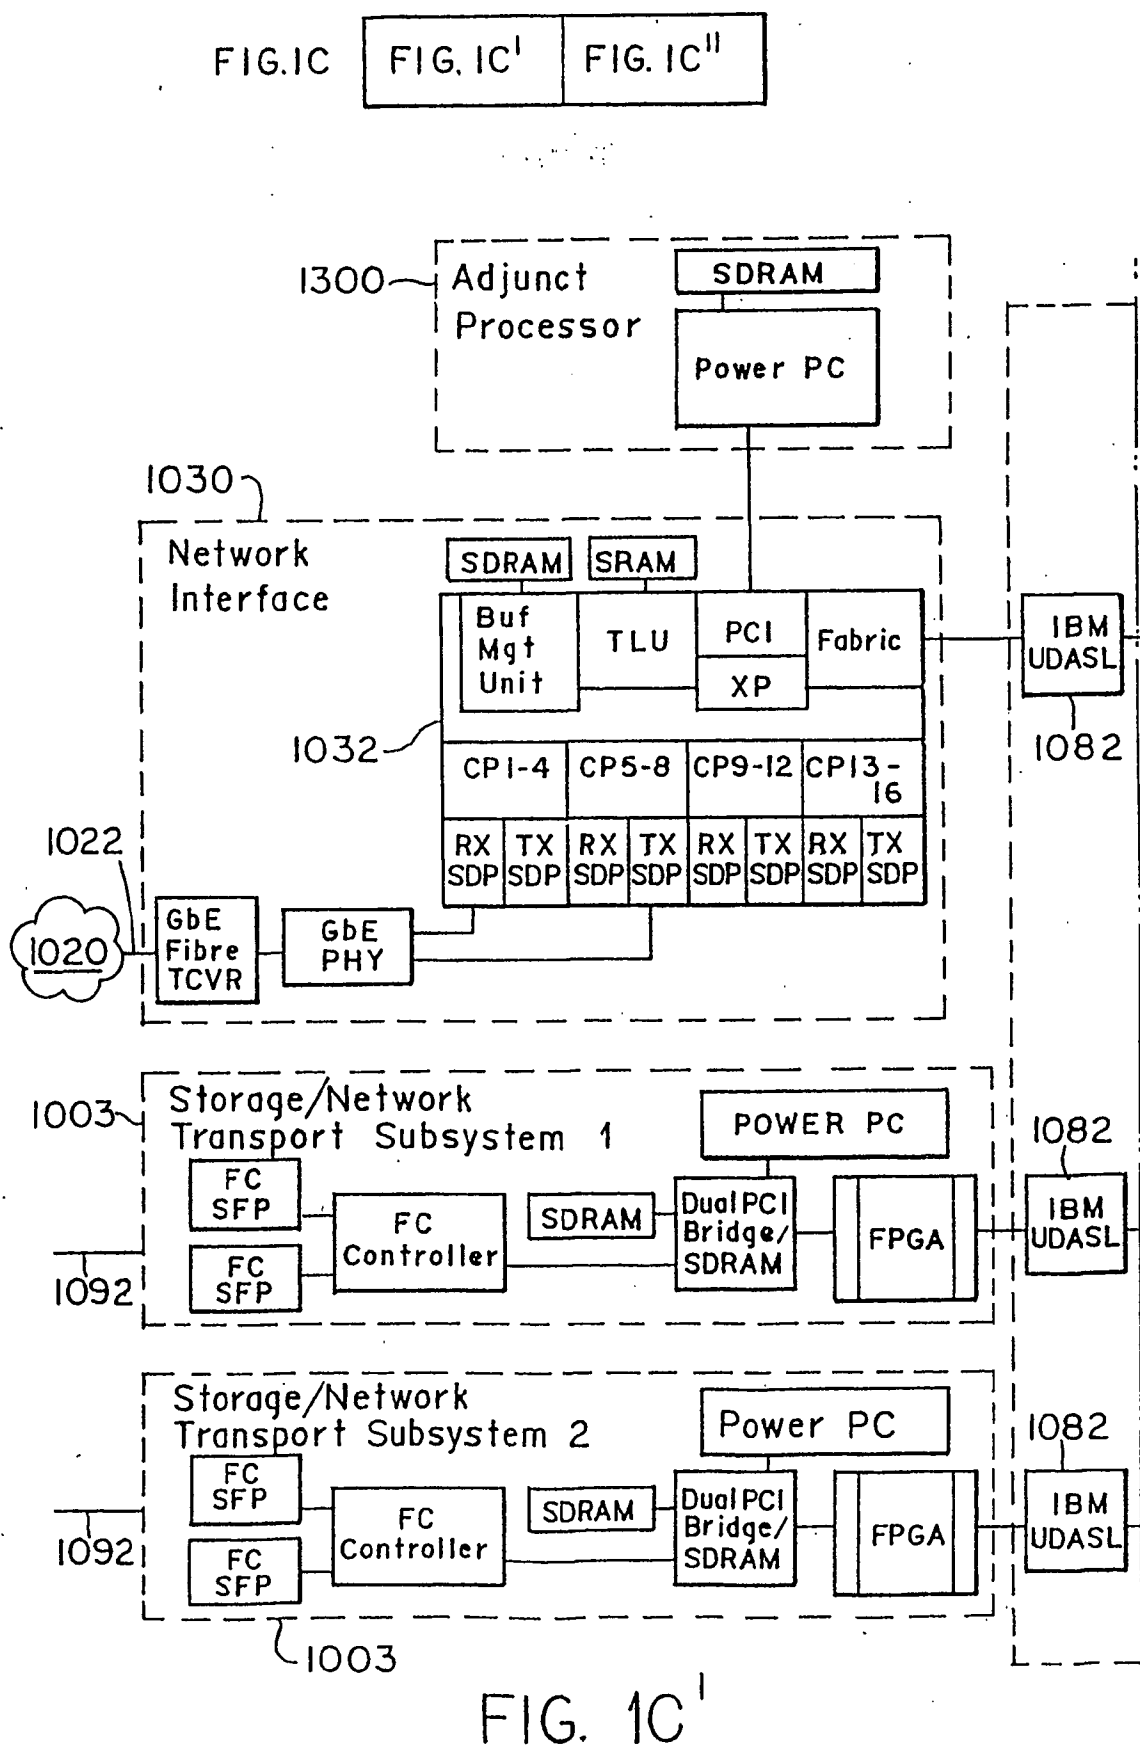 FIG.1C
FIG. 1C'
FIG. 1C"
1300
Adjunct
Processor
SDRAM
Power PC
1030
Network
Interface
SDRAM
SRAM
Buf
Mgt
Unit
TLU
PCI
XP
Fabric
IBM
UDASL
1082
1032
CP1-4
CP5-8
CP9-12
CP13-
16
RX
SDP
TX
SDP
RX
SDP
TX
SDP
RX
SDP
TX
SDP
RX
SDP
TX
SDP
1022
1020
GbE
Fibre
TCVR
GbE
PHY
1003
Storage/Network
Transport Subsystem 1
POWER PC
1082
FC
SFP
FC
SFP
FC
Controller
SDRAM
Dual PCI
Bridge/
SDRAM
FPGA
IBM
UDASL
1092
Storage/Network
Transport Subsystem 2
Power PC
1082
FC
SFP
FC
SFP
FC
Controller
SDRAM
Dual PCI
Bridge/
SDRAM
FPGA
IBM
UDASL
1092
1003
FIG. 1C'